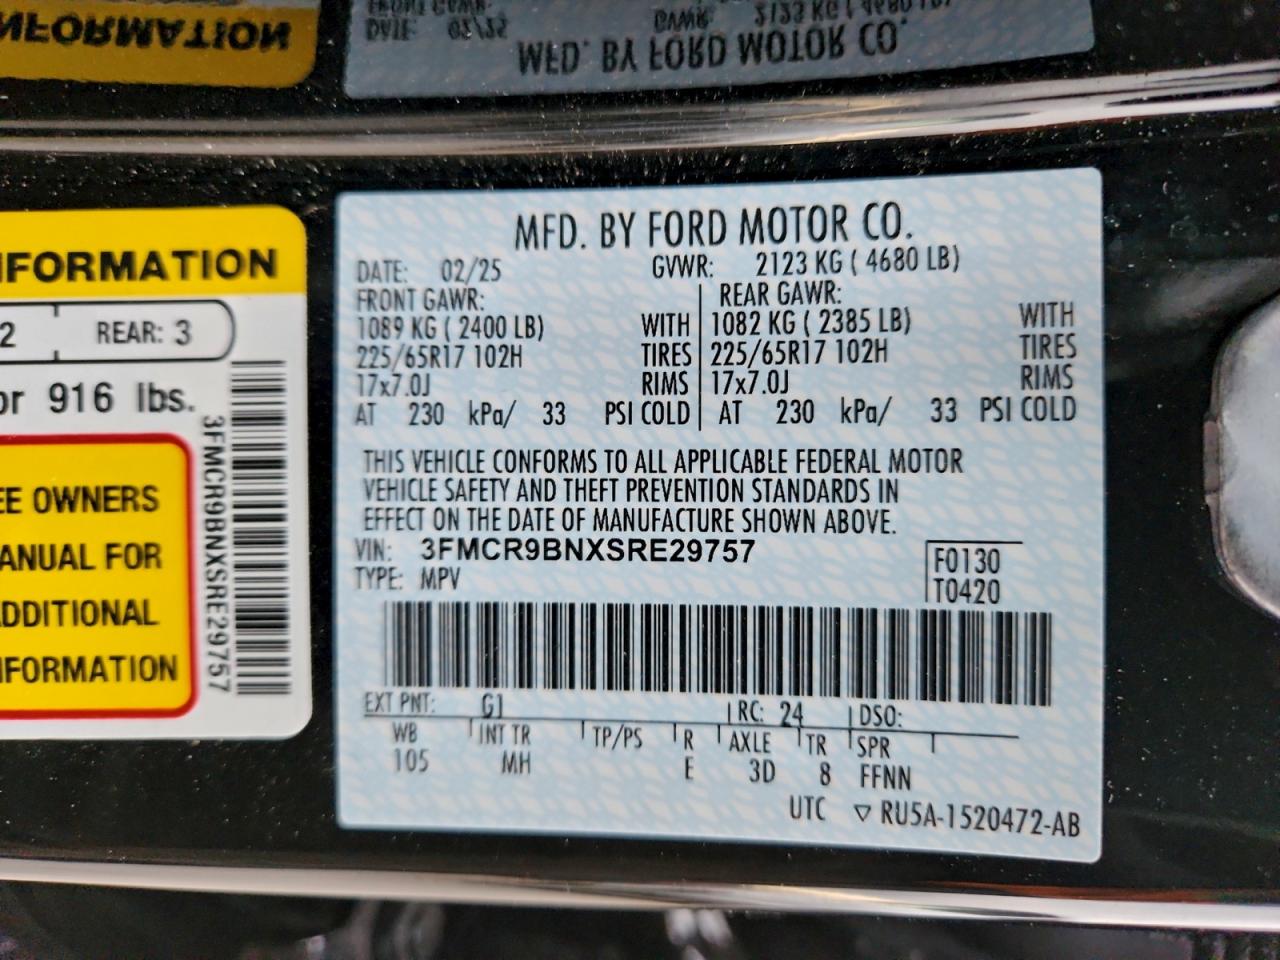 INFORMATION
MFD. BY FORD MOTOR CO.
DATE: 02/25
GVWR: 2123 KG ( 4680 LB)
FRONT GAWR:
1089 KG ( 2400 LB) WITH
225/65R17 102H TIRES
17x7.0J RIMS
AT 230 kPa/ 33 PSI COLD
REAR GAWR:
1082 KG ( 2385 LB) WITH
225/65R17 102H TIRES
17x7.0J RIMS
AT 230 kPa/ 33 PSI COLD
THIS VEHICLE CONFORMS TO ALL APPLICABLE FEDERAL MOTOR
VEHICLE SAFETY AND THEFT PREVENTION STANDARDS IN
EFFECT ON THE DATE OF MANUFACTURE SHOWN ABOVE.
VIN: 3FMCR9BNXSRE29757
TYPE: MPV
F0130
T0420
EXT PNT: G1 RC: 24 DSO:
WB INT TR TP/PS R AXLE TR SPR
105 MH E 3D 8 FFNN
UTC ▽ RU5A-1520472-AB
NFORMATION
2 REAR: 3
or 916 lbs.
EE OWNERS
ANUAL FOR
DDITIONAL
NFORMATION
3FMCR9BNXSRE29757
MFD. BY FORD MOTOR CO.
DATE: 02/25